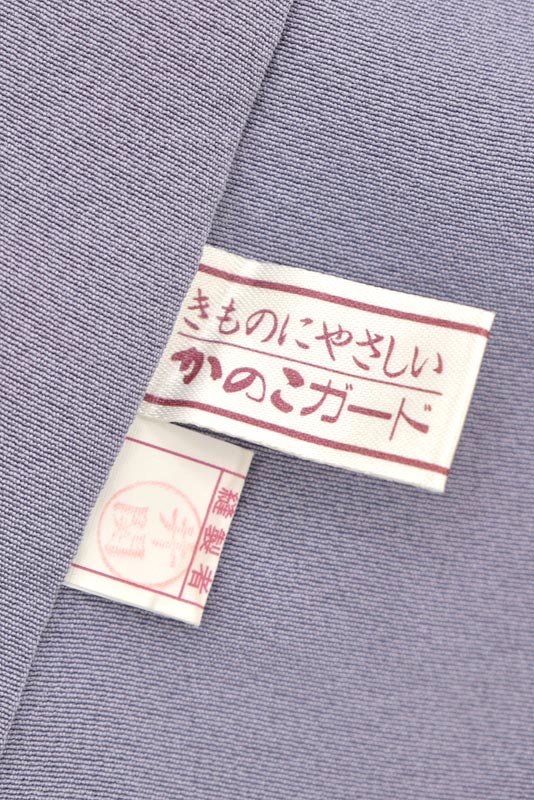 きものにやさしい
かのこガード
縫製者